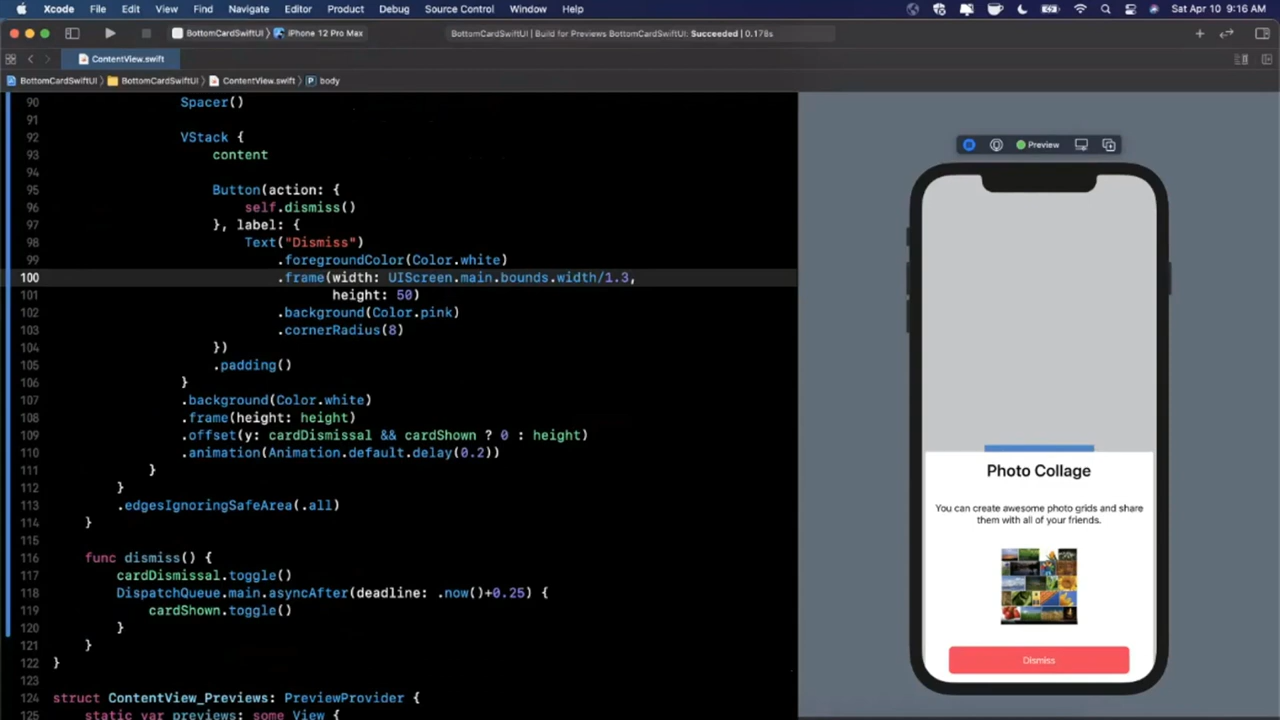 Xcode File Edit View Find Navigate Editor Product Debug Source Control Window Help Sat Apr 10 9:16 AM
BottomCardSwiftUI iPhone 12 Pro Max BottomCardSwiftUI | Build for Previews BottomCardSwiftUI: Succeeded | 0.178s
ContentView.swift
BottomCardSwiftUI BottomCardSwiftUI ContentView.swift P body
90 Spacer()
91
92 VStack {
93 content
94
95 Button(action: {
96 self.dismiss()
97 }, label: {
98 Text("Dismiss")
99 .foregroundColor(Color.white)
100 .frame(width: UIScreen.main.bounds.width/1.3,
101 height: 50)
102 .background(Color.pink)
103 .cornerRadius(8)
104 })
105 .padding()
106 }
107 .background(Color.white)
108 .frame(height: height)
109 .offset(y: cardDismissal && cardShown ? 0 : height)
110 .animation(Animation.default.delay(0.2))
111 }
112 }
113 .edgesIgnoringSafeArea(.all)
114 }
115
116 func dismiss() {
117 cardDismissal.toggle()
118 DispatchQueue.main.asyncAfter(deadline: .now()+0.25) {
119 cardShown.toggle()
120 }
121 }
122 }
123
124 struct ContentView_Previews: PreviewProvider {
125 static var previews: some View {
Preview
Photo Collage
You can create awesome photo grids and share
them with all of your friends.
Dismiss